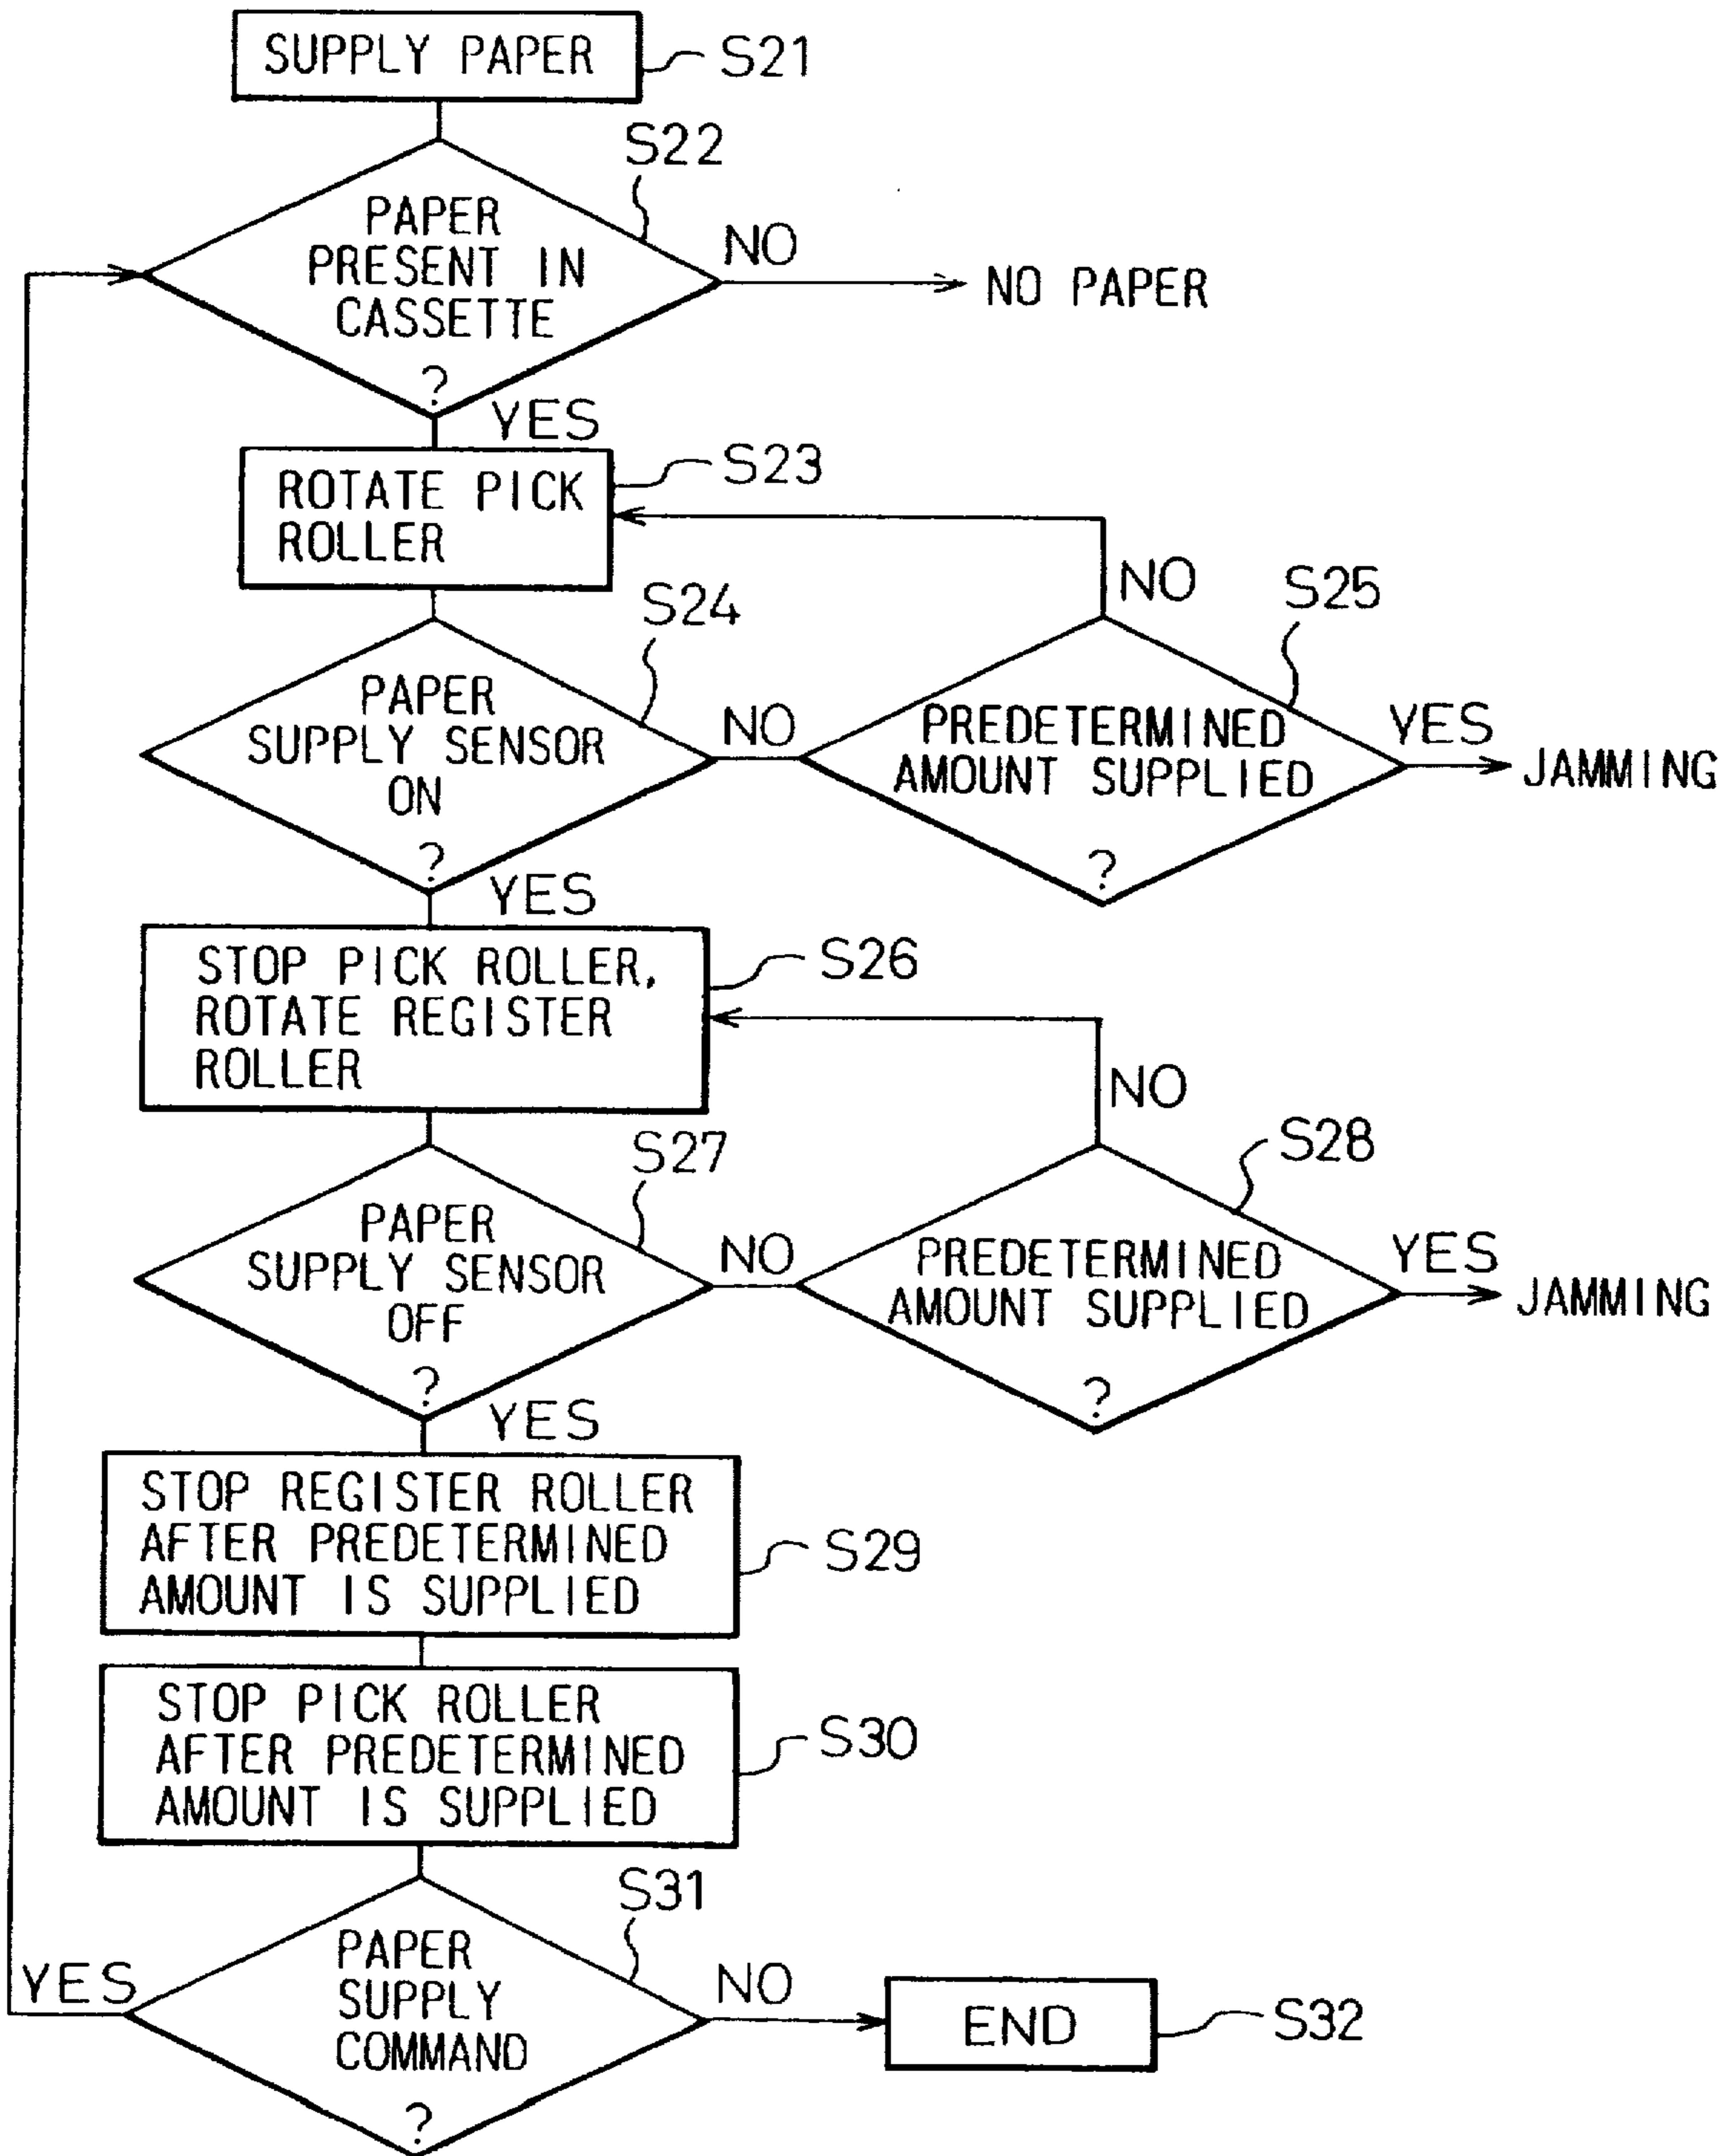 SUPPLY PAPER
S21
S22
PAPER
PRESENT IN
CASSETTE
?
NO
NO PAPER
YES
S23
ROTATE PICK
ROLLER
NO
S24
S25
PAPER
SUPPLY SENSOR
ON
?
NO
PREDETERMINED
AMOUNT SUPPLIED
?
YES
JAMMING
YES
STOP PICK ROLLER,
ROTATE REGISTER
ROLLER
S26
NO
S27
S28
PAPER
SUPPLY SENSOR
OFF
?
NO
PREDETERMINED
AMOUNT SUPPLIED
?
YES
JAMMING
YES
STOP REGISTER ROLLER
AFTER PREDETERMINED
AMOUNT IS SUPPLIED
S29
STOP PICK ROLLER
AFTER PREDETERMINED
AMOUNT IS SUPPLIED
S30
S31
PAPER
SUPPLY
COMMAND
?
YES
NO
END
S32